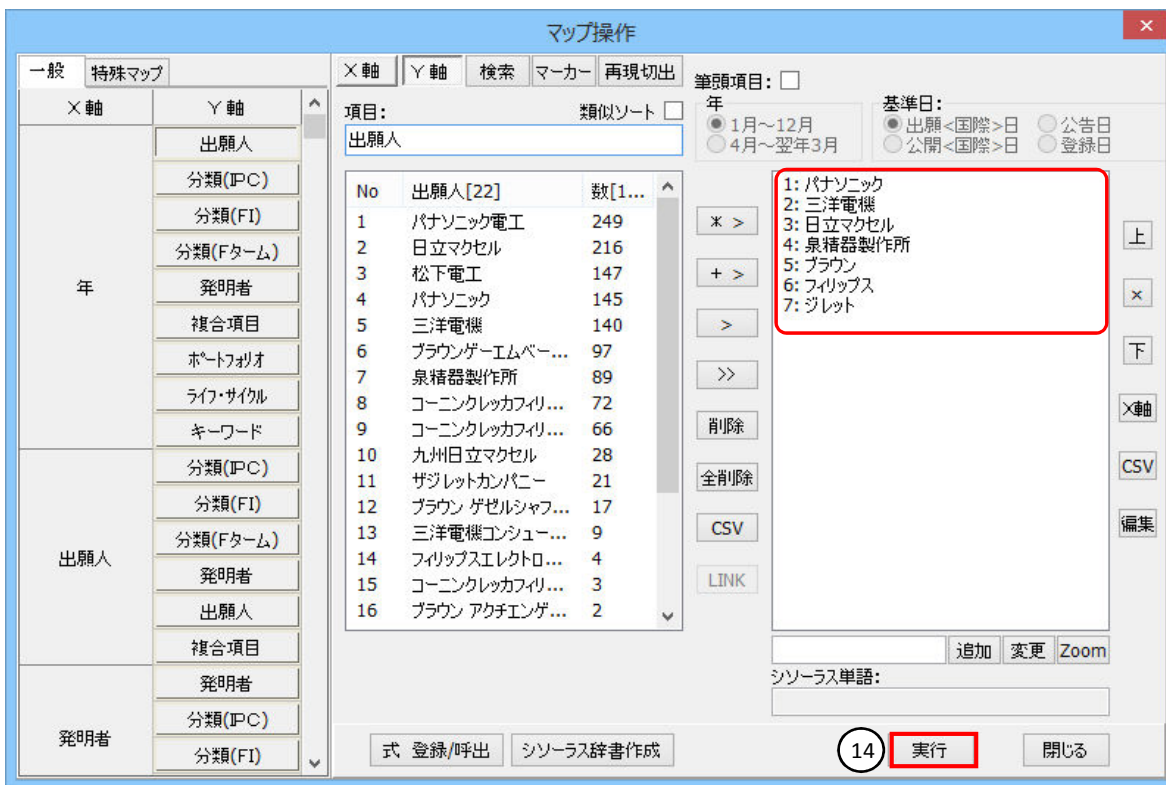 マップ操作
×
一般 特殊マップ
X軸 Y軸
年
出願人
分類(IPC)
分類(FI)
分類(Fターム)
発明者
複合項目
ポートフォリオ
ライフ・サイクル
キーワード
出願人
分類(IPC)
分類(FI)
分類(Fターム)
発明者
出願人
複合項目
発明者
発明者
分類(IPC)
分類(FI)
X軸 Y軸 検索 マーカー 再現切出
項目: 類似ソート
出願人
筆頭項目:
年
1月~12月
4月~翌年3月
基準日:
出願<国際>日 公告日
公開<国際>日 登録日
No 出願人[22] 数[1...
1 パナソニック電工 249
2 日立マクセル 216
3 松下電工 147
4 パナソニック 145
5 三洋電機 140
6 ブラウンゲーエムベー... 97
7 泉精器製作所 89
8 コーニンクレッカフィリ... 72
9 コーニンクレッカフィリ... 66
10 九州日立マクセル 28
11 ザジレットカンパニー 21
12 ブラウン ゲゼルシャフ... 17
13 三洋電機コンシュー... 9
14 フィリップスエレクトロ... 4
15 コーニンクレッカフィリ... 3
16 ブラウン アクチエンゲ... 2
* >
+ >
>
>>
削除
全削除
CSV
LINK
1: パナソニック
2: 三洋電機
3: 日立マクセル
4: 泉精器製作所
5: ブラウン
6: フィリップス
7: ジレット
上
×
下
X軸
CSV
編集
追加 変更 Zoom
シソーラス単語:
式 登録/呼出 シソーラス辞書作成 14 実行 閉じる